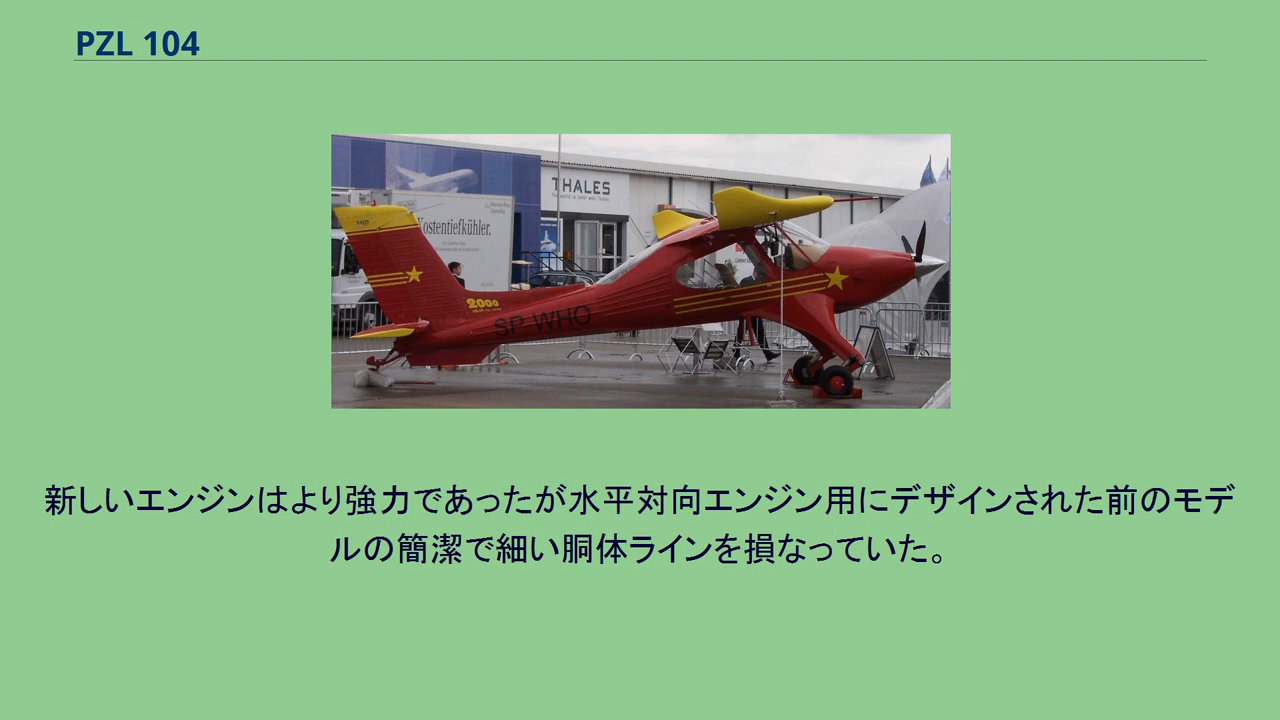 PZL 104
THALES
Kostentiefkühler.
2000
SP-WHO
新しいエンジンはより強力であったが水平対向エンジン用にデザインされた前のモデ
ルの簡潔で細い胴体ラインを損なっていた。